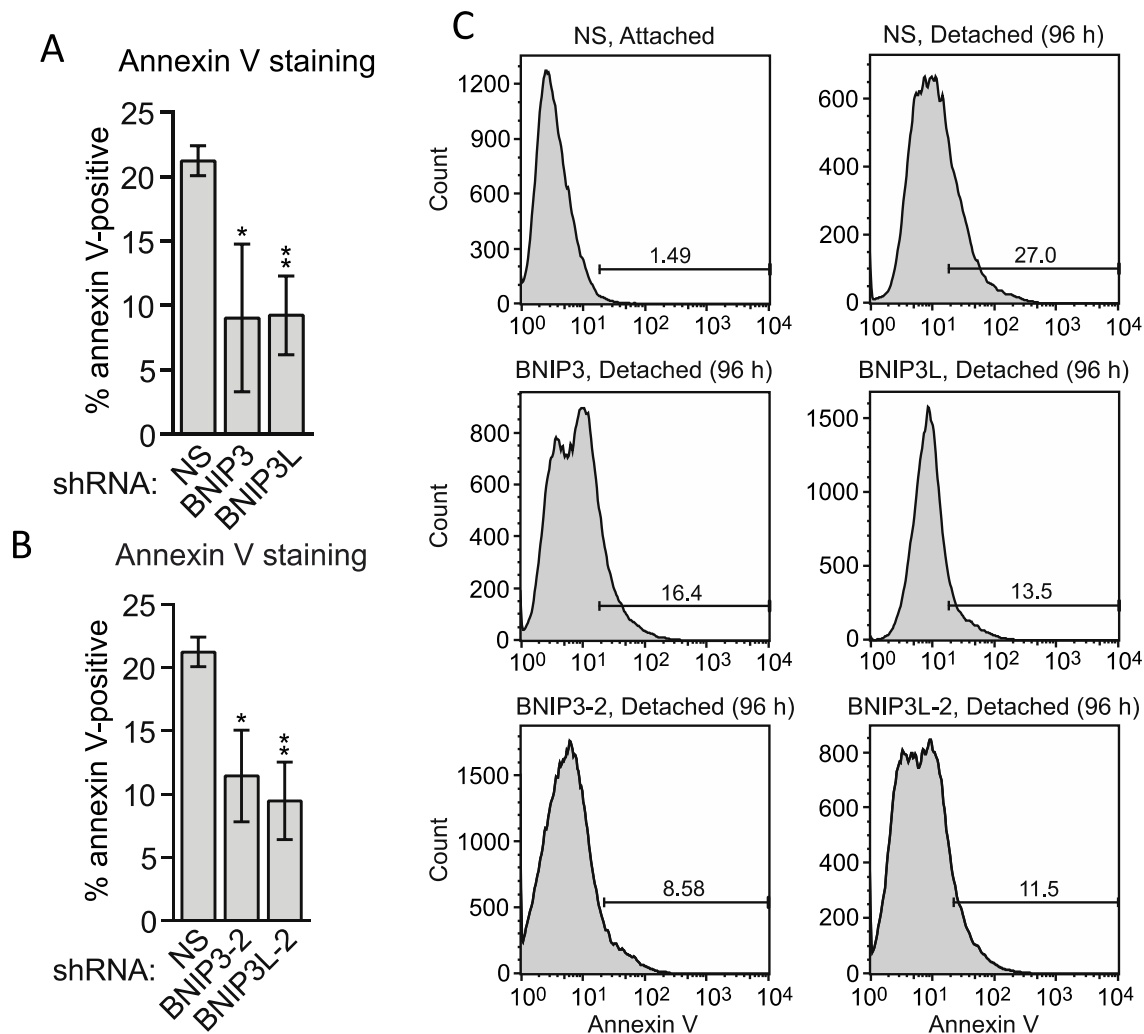 A
Annexin V staining
% annexin V-positive
25
20
15
10
5
0
*
**
shRNA:
NS
BNIP3
BNIP3L
B
Annexin V staining
% annexin V-positive
25
20
15
10
5
0
*
**
shRNA:
NS
BNIP3-2
BNIP3L-2
C
NS, Attached
Count
1200
900
600
300
0
1.49
10⁰ 10¹ 10² 10³ 10⁴
NS, Detached (96 h)
600
400
200
0
27.0
10⁰ 10¹ 10² 10³ 10⁴
BNIP3, Detached (96 h)
Count
800
600
400
200
0
16.4
10⁰ 10¹ 10² 10³ 10⁴
BNIP3L, Detached (96 h)
1500
1000
500
0
13.5
10⁰ 10¹ 10² 10³ 10⁴
BNIP3-2, Detached (96 h)
Count
1500
1000
500
0
8.58
10⁰ 10¹ 10² 10³ 10⁴
Annexin V
BNIP3L-2, Detached (96 h)
800
600
400
200
0
11.5
10⁰ 10¹ 10² 10³ 10⁴
Annexin V